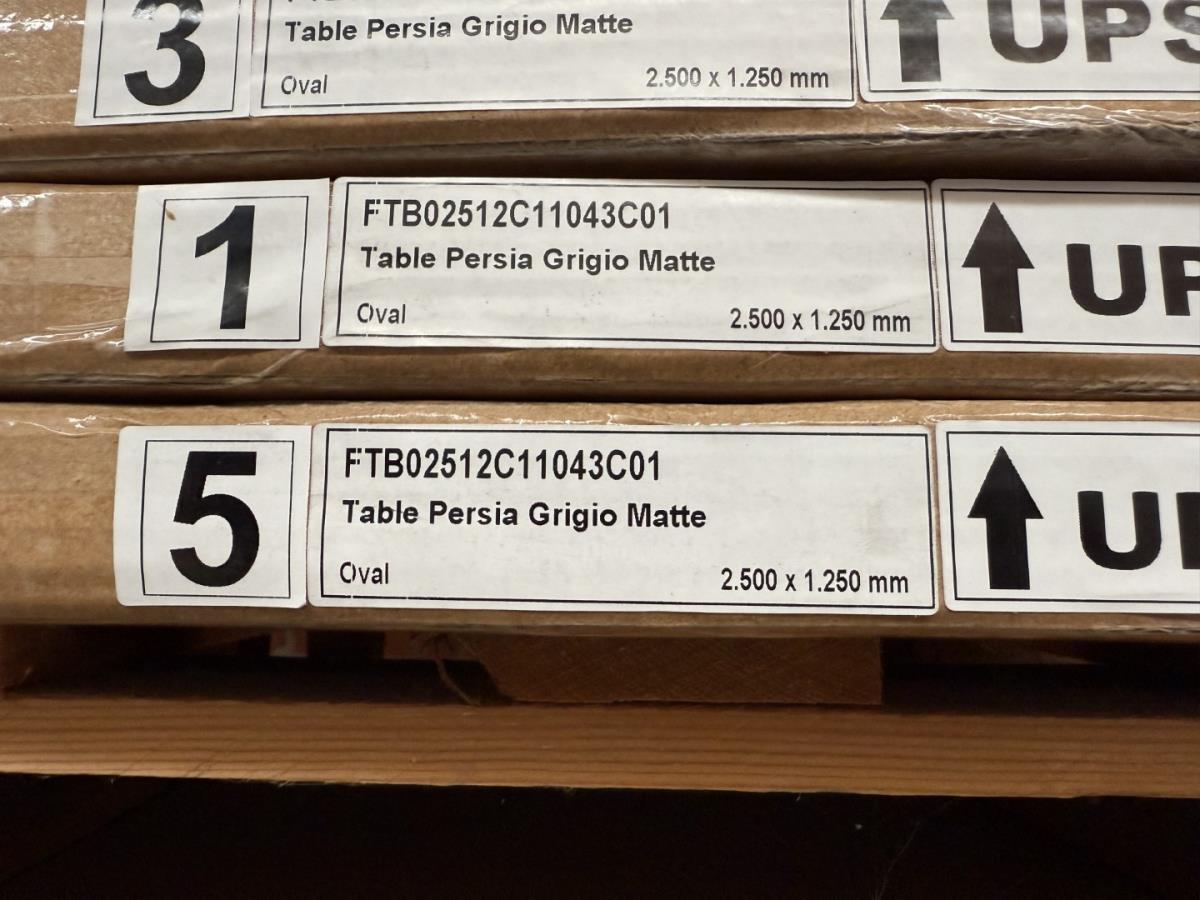 3
Table Persia Grigio Matte
Oval 2.500 x 1.250 mm
UPS
1
FTB02512C11043C01
Table Persia Grigio Matte
Oval 2.500 x 1.250 mm
UP
5
FTB02512C11043C01
Table Persia Grigio Matte
Oval 2.500 x 1.250 mm